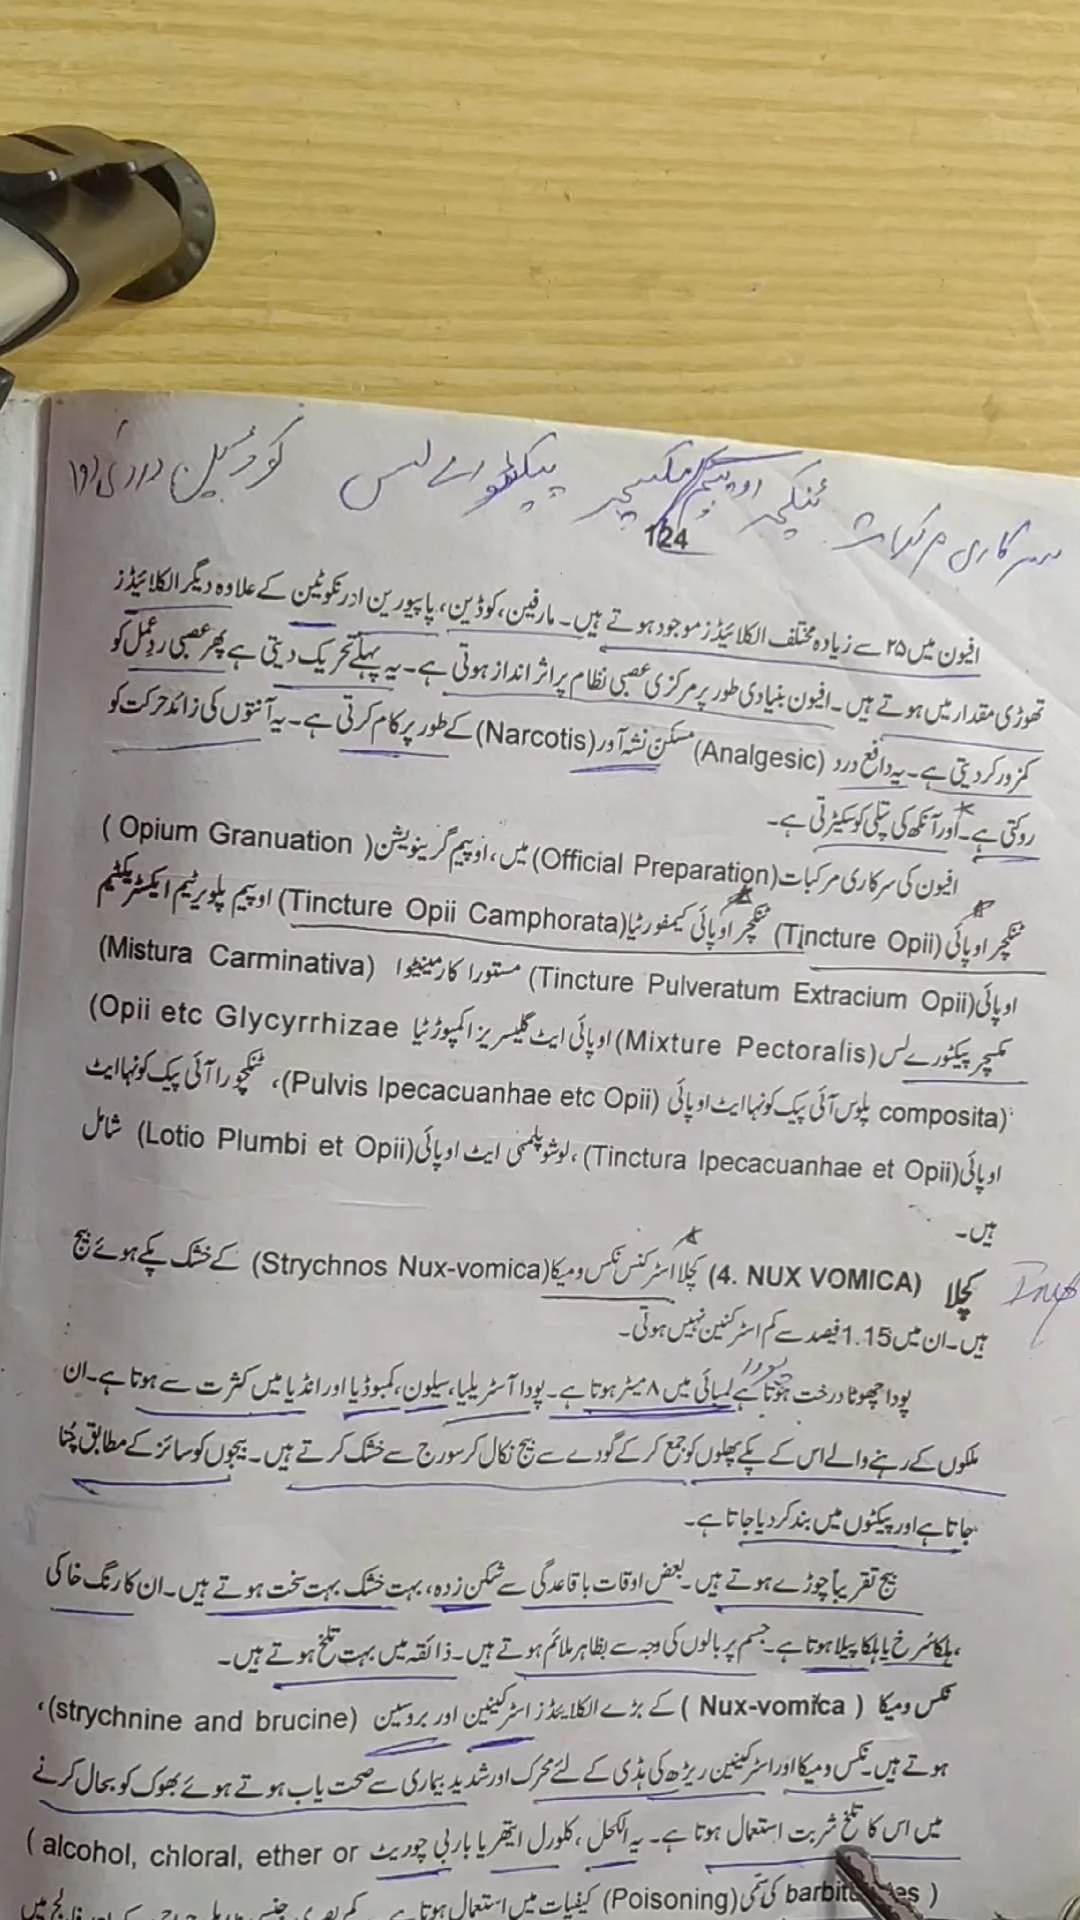 سرکاری مرکبات ٹنکچر اوپیم مکسچر پیکٹورے لس کوڈین
124
افیون میں ۲۵ سے زیادہ مختلف الکلائیڈز موجود ہوتے ہیں۔ مارفین، کوڈین، پاپیورین اور نکوٹین کے علاوہ دیگر الکلائیڈز
تھوڑی مقدار میں ہوتے ہیں۔ افیون بنیادی طور پر مرکزی عصبی نظام پر اثر انداز ہوتی ہے۔ یہ پہلے تحریک دیتی ہے پھر عصبی ردِ عمل کو
کمزور کر دیتی ہے۔ یہ دافع درد (Analgesic) مسکن نشہ آور (Narcotis) کے طور پر کام کرتی ہے۔ یہ آنتوں کی زائد حرکت کو
روکتی ہے۔ اور آنکھ کی پتلی کو سکیڑتی ہے۔
افیون کی سرکاری مرکبات (Official Preparation) میں، اوپیم گرینویشن (Opium Granuation )
ٹنکچر اوپائی (Tincture Opii) ٹنکچر اوپائی کیمفورٹیا (Tincture Opii Camphorata) اوپیم پلویرٹیم ایکسٹریکٹیم
اوپائی (Tincture Pulveratum Extracium Opii) مستورا کارمینیٹوا (Mistura Carminativa)
مکسچر پیکٹورے لس (Mixture Pectoralis) اوپائی ایٹ گلیسریزا کمپوزٹیا (Opii etc Glycyrrhizae
composita) پلوس آئی پیک کونہا ایٹ اوپائی (Pulvis Ipecacuanhae etc Opii)، ٹنکچورا آئی پیک کونہا ایٹ
اوپائی (Tinctura Ipecacuanhae et Opii)، لوشو پلمبی ایٹ اوپائی (Lotio Plumbi et Opii) شامل
ہیں۔
کچلا (4. NUX VOMICA) کچلا اسٹرکنس نکس ومیکا (Strychnos Nux-vomica) کے خشک پکے ہوئے بیج
ہیں۔ ان میں 1.15 فیصد سے کم اسٹرکنین نہیں ہوتی۔
پودا چھوٹا درخت ہوتا ہے لمبائی میں ۸ میٹر ہوتا ہے۔ پودا آسٹریلیا، سیلون، کمبوڈیا اور انڈیا میں کثرت سے ہوتا ہے۔ ان
ملکوں کے رہنے والے اس کے پکے پھلوں کو جمع کر کے گودے سے بیج نکال کر سورج سے خشک کرتے ہیں۔ بیجوں کو سائز کے مطابق چُنا
جاتا ہے اور پیکٹوں میں بند کر دیا جاتا ہے۔
بیج تقریباً چوڑے ہوتے ہیں۔ بعض اوقات باقاعدگی سے شکن زدہ، بہت خشک بہت سخت ہوتے ہیں۔ ان کا رنگ خاکی
،ہلکا سُرخ یا ہلکا پیلا ہوتا ہے۔ جسم پر بالوں کی وجہ سے بظاہر ملائم ہوتے ہیں۔ ذائقہ میں بہت تلخ ہوتے ہیں۔
نکس ومیکا ( Nux-vomica ) کے بڑے الکلائیڈز اسٹرکینین اور بروسین (strychnine and brucine)،
ہوتے ہیں۔ نکس ومیکا اور اسٹرکینین ریڑھ کی ہڈی کے لئے محرک اور شدید بیماری سے صحت یاب ہوتے ہوئے بھوک کو بحال کرنے
میں اس کا تلخ شربت استعمال ہوتا ہے۔ یہ الکحل، کلورل ایتھر یا باربی چوریٹ (alcohol, chloral, ether or
کی سمّی (Poisoning) کیفیات میں استعمال ہوتا ہے۔